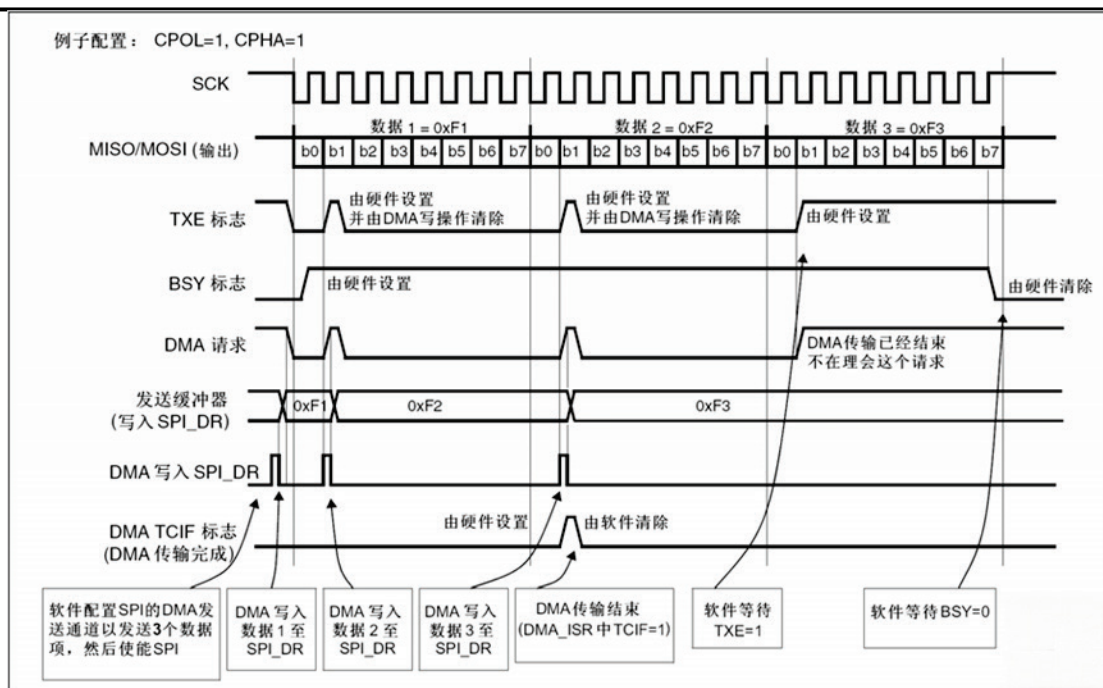 例子配置： CPOL=1, CPHA=1
SCK
数据 1 = 0xF1
数据 2 = 0xF2
数据 3 = 0xF3
MISO/MOSI (输出)
b0 b1 b2 b3 b4 b5 b6 b7 b0 b1 b2 b3 b4 b5 b6 b7 b0 b1 b2 b3 b4 b5 b6 b7
TXE 标志
由硬件设置
并由DMA写操作清除
由硬件设置
并由DMA写操作清除
由硬件设置
BSY 标志
由硬件设置
由硬件清除
DMA 请求
DMA传输已经结束
不在理会这个请求
发送缓冲器
(写入 SPI_DR)
0xF1
0xF2
0xF3
DMA 写入 SPI_DR
DMA TCIF 标志
(DMA 传输完成)
由硬件设置
由软件清除
软件配置SPI的DMA发
送通道以发送3个数据
项，然后使能SPI
DMA 写入
数据 1 至
SPI_DR
DMA 写入
数据 2 至
SPI_DR
DMA 写入
数据 3 至
SPI_DR
DMA传输结束
(DMA_ISR 中TCIF=1)
软件等待
TXE=1
软件等待 BSY=0